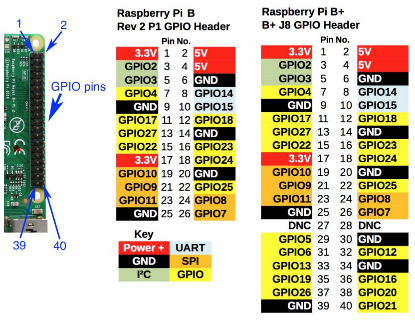 1
2
GPIO pins
39
40
Raspberry Pi B
Rev 2 P1 GPIO Header
Pin No.
3.3V 1 2 5V
GPIO2 3 4 5V
GPIO3 5 6 GND
GPIO4 7 8 GPIO14
GND 9 10 GPIO15
GPIO17 11 12 GPIO18
GPIO27 13 14 GND
GPIO22 15 16 GPIO23
3.3V 17 18 GPIO24
GPIO10 19 20 GND
GPIO9 21 22 GPIO25
GPIO11 23 24 GPIO8
GND 25 26 GPIO7
Key
Power + UART
GND SPI
I²C GPIO
Raspberry Pi B+
B+ J8 GPIO Header
Pin No.
3.3V 1 2 5V
GPIO2 3 4 5V
GPIO3 5 6 GND
GPIO4 7 8 GPIO14
GND 9 10 GPIO15
GPIO17 11 12 GPIO18
GPIO27 13 14 GND
GPIO22 15 16 GPIO23
3.3V 17 18 GPIO24
GPIO10 19 20 GND
GPIO9 21 22 GPIO25
GPIO11 23 24 GPIO8
GND 25 26 GPIO7
DNC 27 28 DNC
GPIO5 29 30 GND
GPIO6 31 32 GPIO12
GPIO13 33 34 GND
GPIO19 35 36 GPIO16
GPIO26 37 38 GPIO20
GND 39 40 GPIO21